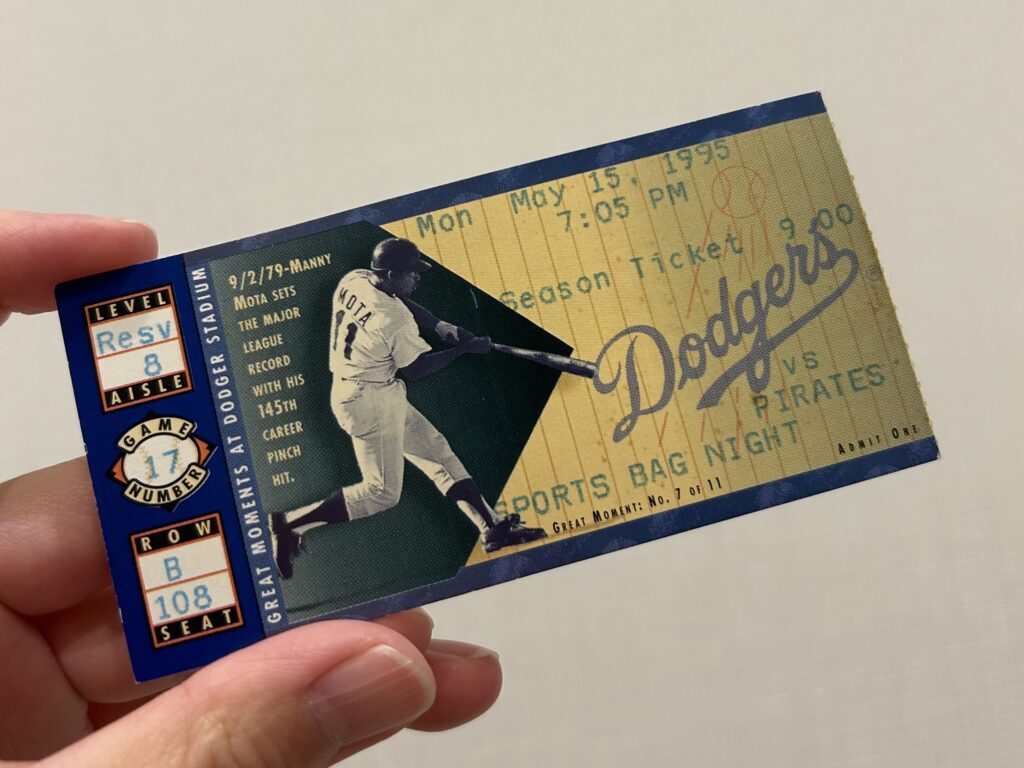 LEVEL
Resv
8
AISLE
GAME
17
NUMBER
ROW
B
108
SEAT
GREAT MOMENTS AT DODGER STADIUM
9/2/79-MANNY
MOTA SETS
THE MAJOR
LEAGUE
RECORD
WITH HIS
145TH
CAREER
PINCH
HIT.
MOTA
11
Mon May 15, 1995
7:05 PM
Season Ticket 9.00
Dodgers
VS
PIRATES
SPORTS BAG NIGHT
ADMIT ONE
GREAT MOMENT: NO. 7 OF 11